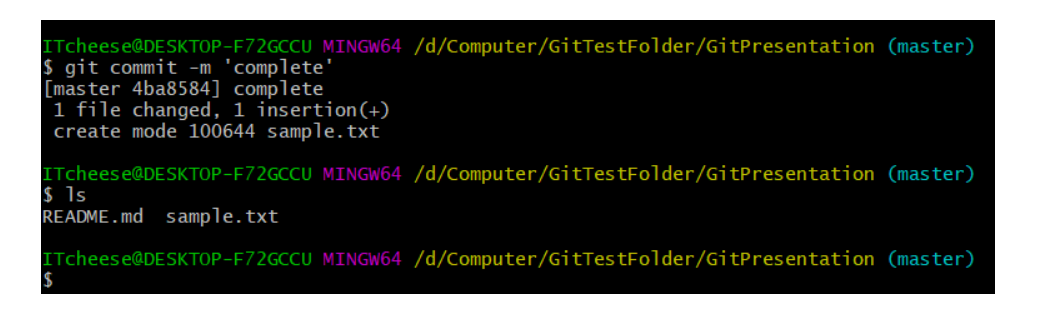 ITcheese@DESKTOP-F72GCCU MINGW64 /d/Computer/GitTestFolder/GitPresentation (master)
$ git commit -m 'complete'
[master 4ba8584] complete
 1 file changed, 1 insertion(+)
 create mode 100644 sample.txt
ITcheese@DESKTOP-F72GCCU MINGW64 /d/Computer/GitTestFolder/GitPresentation (master)
$ ls
README.md  sample.txt
ITcheese@DESKTOP-F72GCCU MINGW64 /d/Computer/GitTestFolder/GitPresentation (master)
$